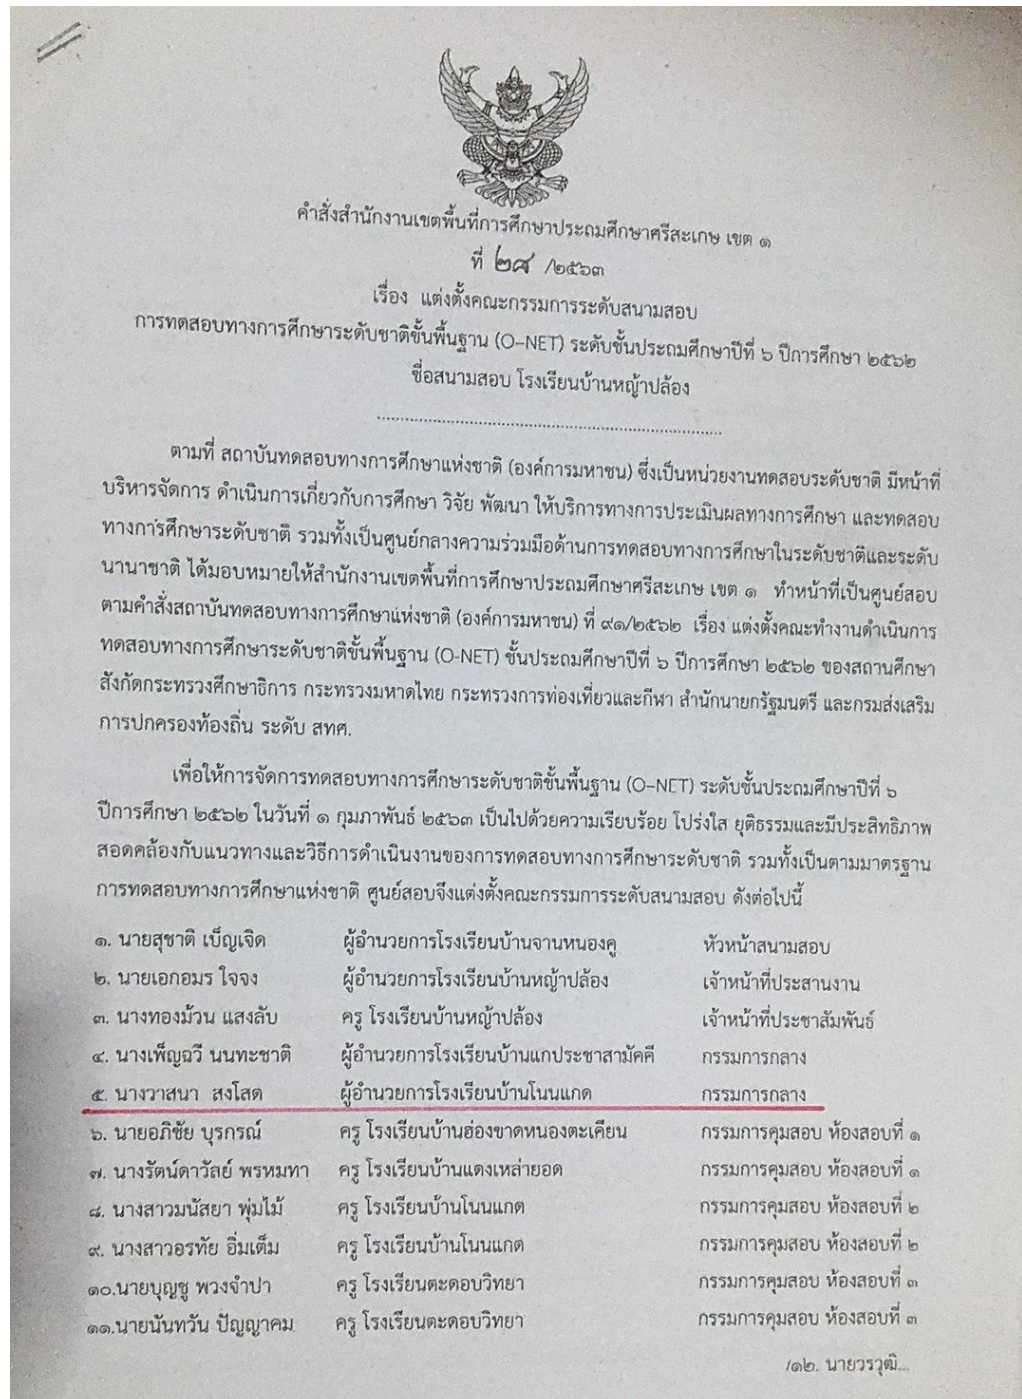 คำสั่งสำนักงานเขตพื้นที่การศึกษาประถมศึกษาศรีสะเกษ เขต ๑
ที่ ๒๘ /๒๕๖๓
เรื่อง แต่งตั้งคณะกรรมการระดับสนามสอบ
การทดสอบทางการศึกษาระดับชาติขั้นพื้นฐาน (O–NET) ระดับชั้นประถมศึกษาปีที่ ๖ ปีการศึกษา ๒๕๖๒
ชื่อสนามสอบ โรงเรียนบ้านหญ้าปล้อง
ตามที่ สถาบันทดสอบทางการศึกษาแห่งชาติ (องค์การมหาชน) ซึ่งเป็นหน่วยงานทดสอบระดับชาติ มีหน้าที่
บริหารจัดการ ดำเนินการเกี่ยวกับการศึกษา วิจัย พัฒนา ให้บริการทางการประเมินผลทางการศึกษา และทดสอบ
ทางการศึกษาระดับชาติ รวมทั้งเป็นศูนย์กลางความร่วมมือด้านการทดสอบทางการศึกษาในระดับชาติและระดับ
นานาชาติ ได้มอบหมายให้สำนักงานเขตพื้นที่การศึกษาประถมศึกษาศรีสะเกษ เขต ๑ ทำหน้าที่เป็นศูนย์สอบ
ตามคำสั่งสถาบันทดสอบทางการศึกษาแห่งชาติ (องค์การมหาชน) ที่ ๙๑/๒๕๖๒ เรื่อง แต่งตั้งคณะทำงานดำเนินการ
ทดสอบทางการศึกษาระดับชาติขั้นพื้นฐาน (O-NET) ชั้นประถมศึกษาปีที่ ๖ ปีการศึกษา ๒๕๖๒ ของสถานศึกษา
สังกัดกระทรวงศึกษาธิการ กระทรวงมหาดไทย กระทรวงการท่องเที่ยวและกีฬา สำนักนายกรัฐมนตรี และกรมส่งเสริม
การปกครองท้องถิ่น ระดับ สทศ.
เพื่อให้การจัดการทดสอบทางการศึกษาระดับชาติขั้นพื้นฐาน (O–NET) ระดับชั้นประถมศึกษาปีที่ ๖
ปีการศึกษา ๒๕๖๒ ในวันที่ ๑ กุมภาพันธ์ ๒๕๖๓ เป็นไปด้วยความเรียบร้อย โปร่งใส ยุติธรรมและมีประสิทธิภาพ
สอดคล้องกับแนวทางและวิธีการดำเนินงานของการทดสอบทางการศึกษาระดับชาติ รวมทั้งเป็นตามมาตรฐาน
การทดสอบทางการศึกษาแห่งชาติ ศูนย์สอบจึงแต่งตั้งคณะกรรมการระดับสนามสอบ ดังต่อไปนี้
๑. นายสุชาติ เบ็ญเจิด ผู้อำนวยการโรงเรียนบ้านจานหนองคู หัวหน้าสนามสอบ
๒. นายเอกอมร ใจจง ผู้อำนวยการโรงเรียนบ้านหญ้าปล้อง เจ้าหน้าที่ประสานงาน
๓. นางทองม้วน แสงลับ ครู โรงเรียนบ้านหญ้าปล้อง เจ้าหน้าที่ประชาสัมพันธ์
๔. นางเพ็ญฉวี นนทะชาติ ผู้อำนวยการโรงเรียนบ้านแกประชาสามัคคี กรรมการกลาง
๕. นางวาสนา สงโสด ผู้อำนวยการโรงเรียนบ้านโนนแกด กรรมการกลาง
๖. นายอภิชัย บุรกรณ์ ครู โรงเรียนบ้านฮ่องขาดหนองตะเคียน กรรมการคุมสอบ ห้องสอบที่ ๑
๗. นางรัตน์ดาวัลย์ พรหมทา ครู โรงเรียนบ้านแดงเหล่ายอด กรรมการคุมสอบ ห้องสอบที่ ๑
๘. นางสาวมนัสยา พุ่มไม้ ครู โรงเรียนบ้านโนนแกด กรรมการคุมสอบ ห้องสอบที่ ๒
๙. นางสาวอรทัย อิ่มเต็ม ครู โรงเรียนบ้านโนนแกด กรรมการคุมสอบ ห้องสอบที่ ๒
๑๐.นายบุญชู พวงจำปา ครู โรงเรียนตะดอบวิทยา กรรมการคุมสอบ ห้องสอบที่ ๓
๑๑.นายนันทวัน ปัญญาคม ครู โรงเรียนตะดอบวิทยา กรรมการคุมสอบ ห้องสอบที่ ๓
/๑๒. นายวรวุฒิ...